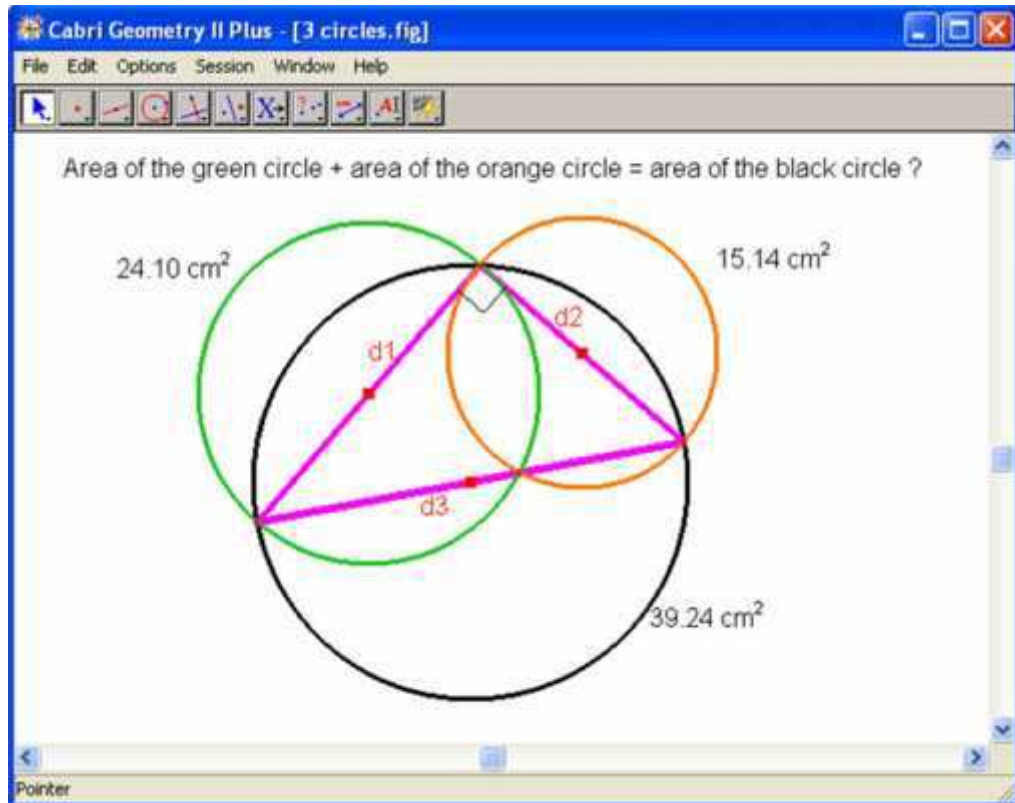 Cabri Geometry II Plus - [3 circles.fig]
File Edit Options Session Window Help
X ? AI
Area of the green circle + area of the orange circle = area of the black circle ?
24.10 cm²
15.14 cm²
d1
d2
d3
39.24 cm²
Pointer